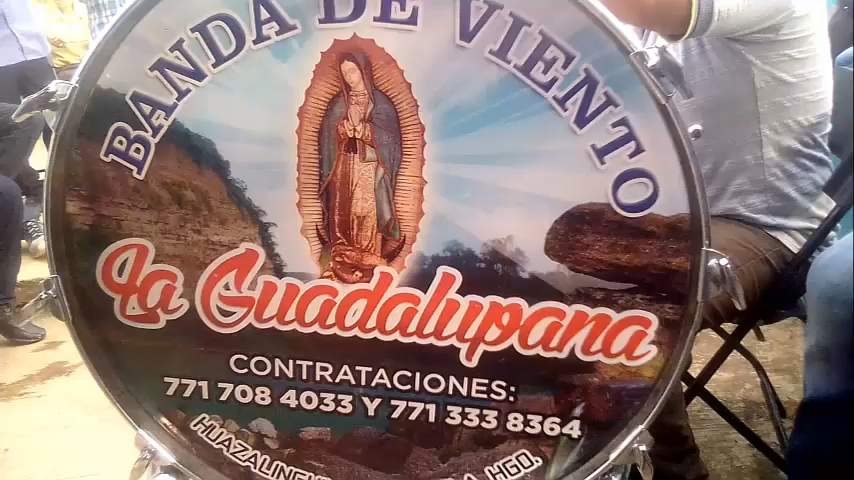 BANDA DE VIENTO
La Guadalupana
CONTRATACIONES:
771 708 4033 Y 771 333 8364
HGO.